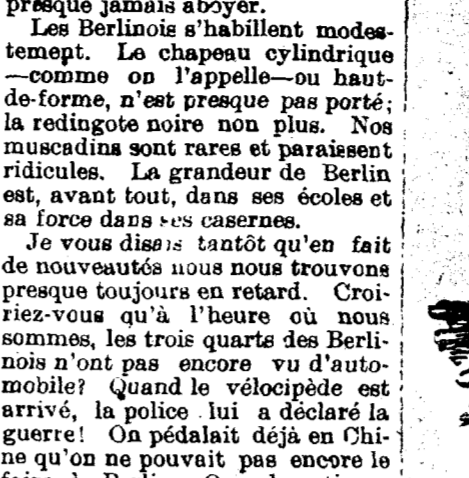 presque jamais aboyer.
Les Berlinois s'habillent modes-
tement. Le chapeau cylindrique
—comme on l'appelle—ou haut-
de-forme, n'est presque pas porté;
la redingote noire non plus. Nos
muscadins sont rares et paraissent
ridicules. La grandeur de Berlin
est, avant tout, dans ses écoles et
sa force dans ses casernes.
Je vous disais tantôt qu'en fait
de nouveautés nous nous trouvons
presque toujours en retard. Croi-
riez-vous qu'à l'heure où nous
sommes, les trois quarts des Berli-
nois n'ont pas encore vu d'auto-
mobile? Quand le vélocipède est
arrivé, la police lui a déclaré la
guerre! On pédalait déjà en Chi-
ne qu'on ne pouvait pas encore le